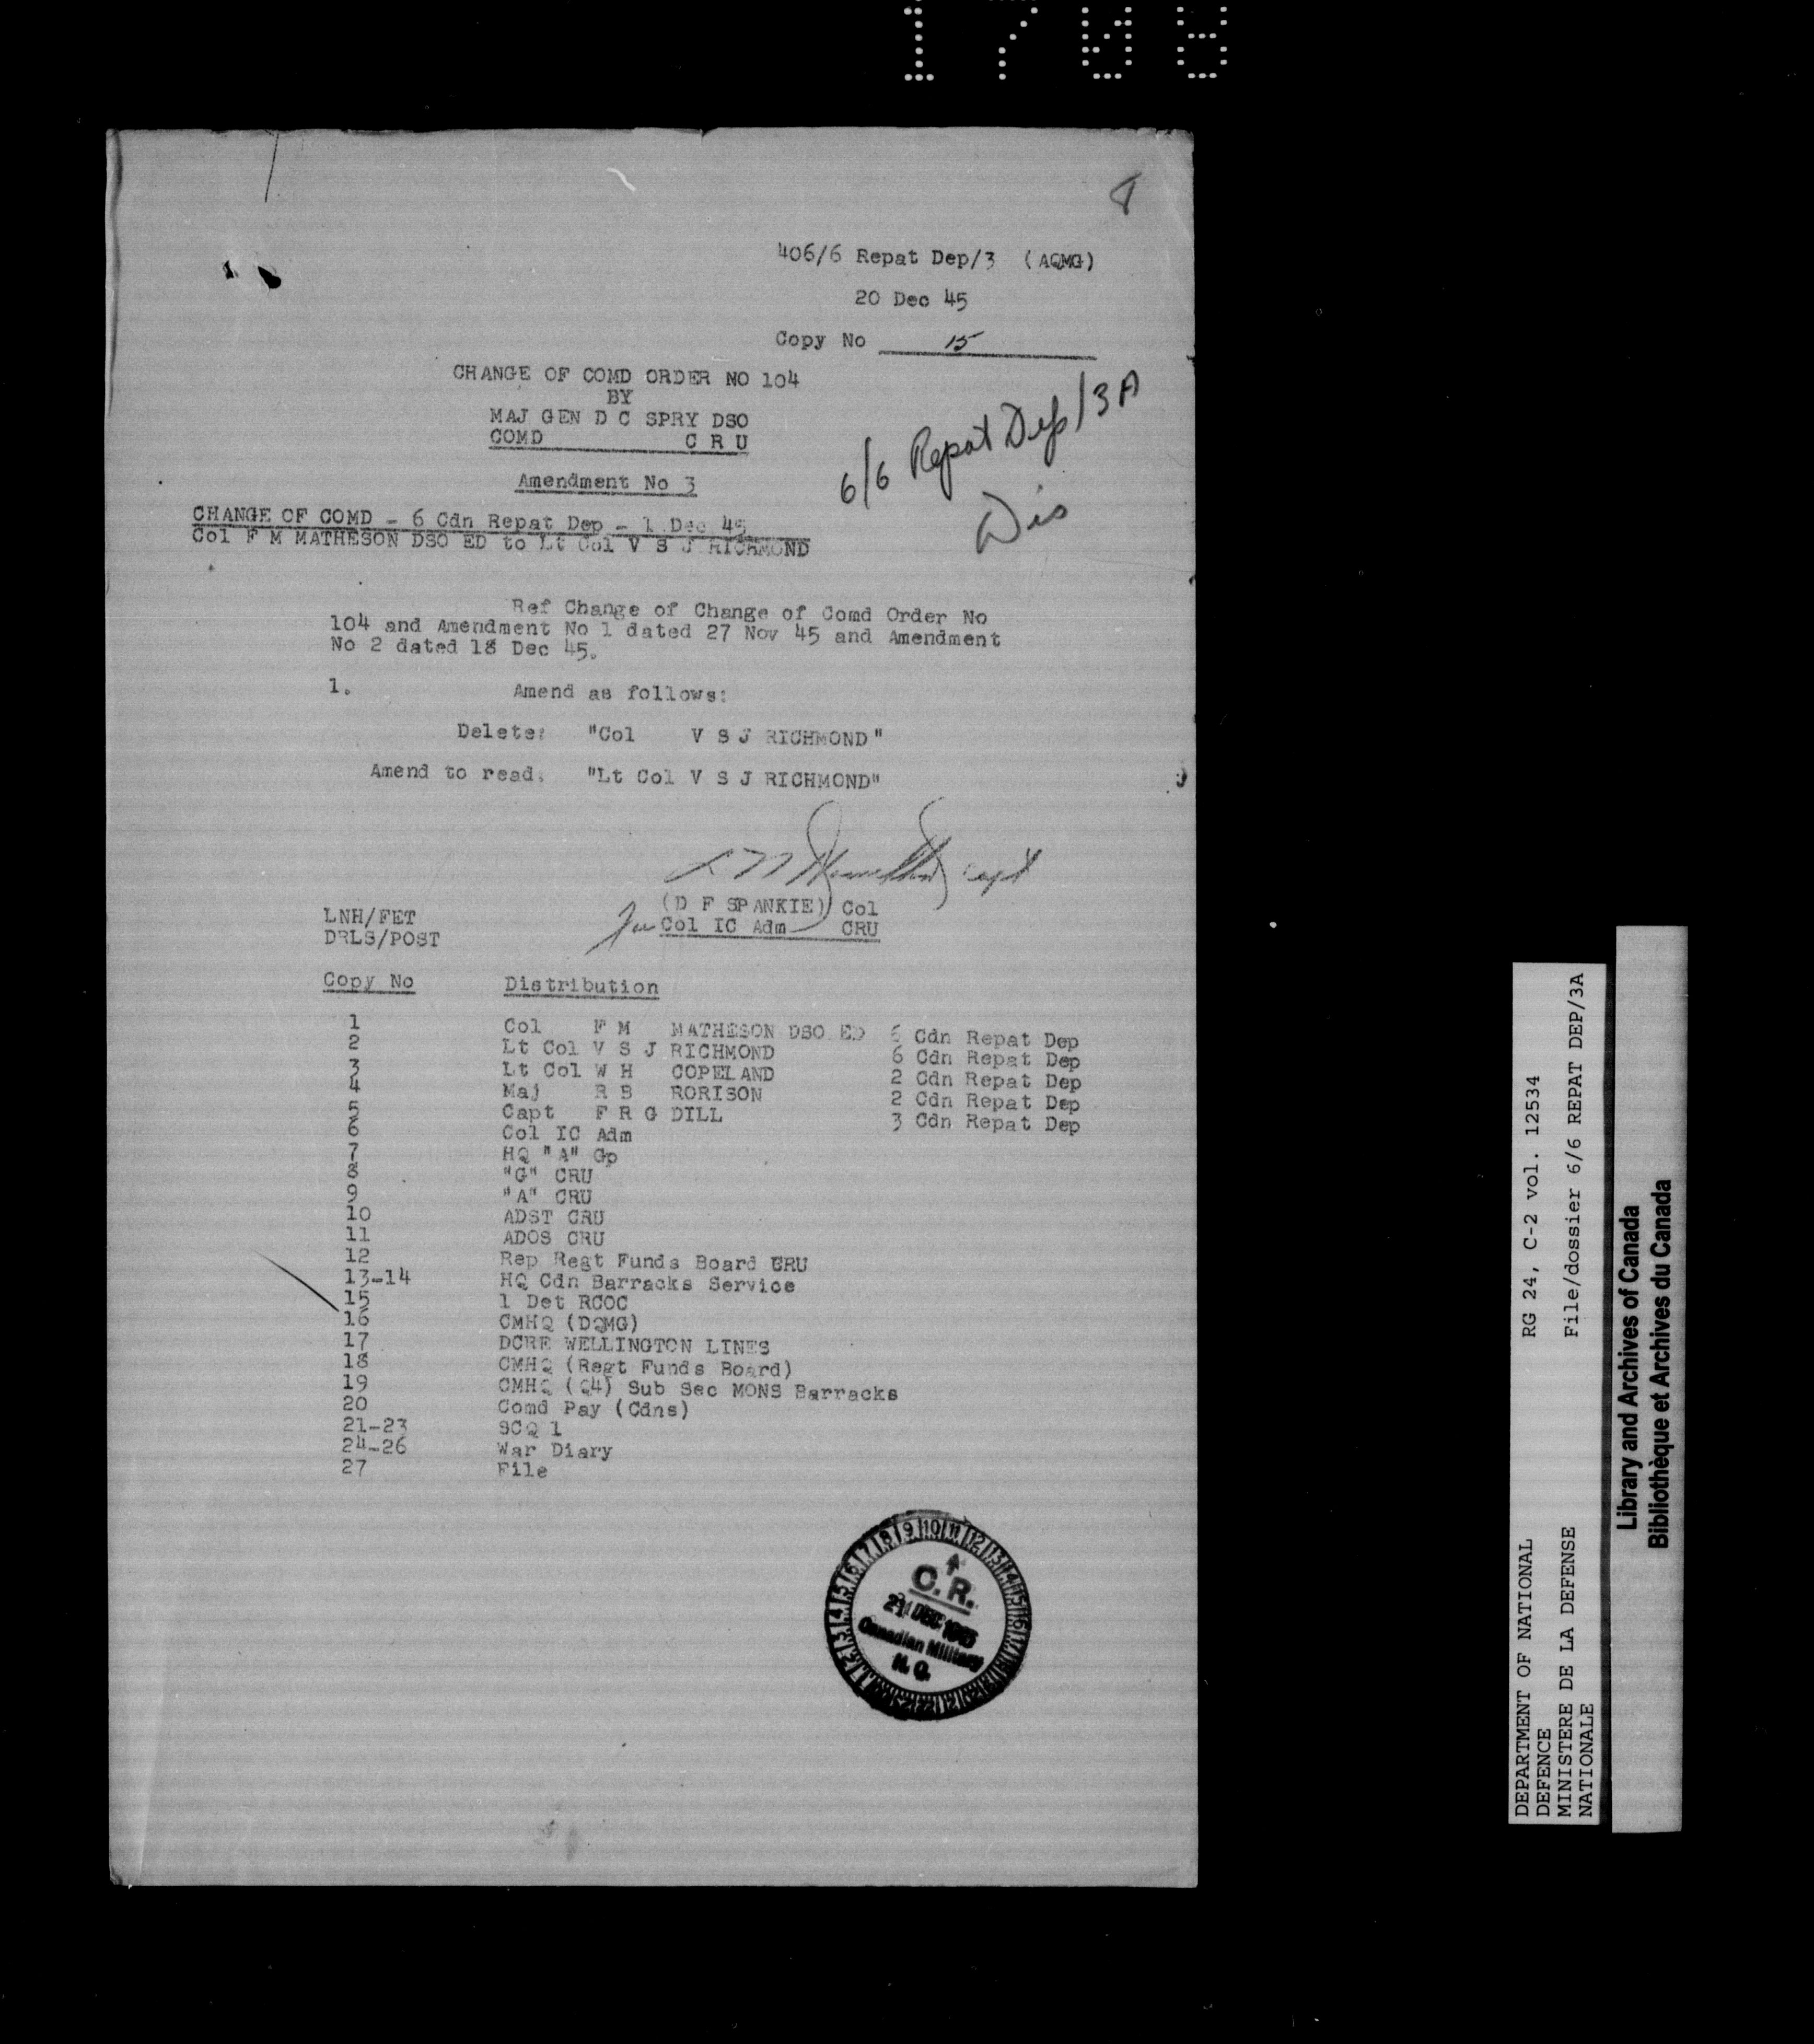 1708
8
406/6 Repat Dep/3 (AQMG)
20 Dec 45
Copy No 15
CHANGE OF COMD ORDER NO 104
BY
MAJ GEN D C SPRY DSO
COMD C R U
6/6 Repat Dep/3A
Dis
Amendment No 3
CHANGE OF COMD - 6 Cdn Repat Dep - 1 Dec 45
Col F M MATHESON DSO ED to Lt Col V S J RICHMOND
Ref Change of Change of Comd Order No
104 and Amendment No 1 dated 27 Nov 45 and Amendment
No 2 dated 18 Dec 45.
1. Amend as follows:
Delete: "Col V S J RICHMOND"
Amend to read: "Lt Col V S J RICHMOND"
Capt
(D F SPANKIE) Col
for Col IC Adm CRU
LNH/FET
DRLS/POST
Copy No Distribution
1 Col F M MATHESON DSO ED 6 Cdn Repat Dep
2 Lt Col V S J RICHMOND 6 Cdn Repat Dep
3 Lt Col W H COPELAND 2 Cdn Repat Dep
4 Maj R B RORISON 2 Cdn Repat Dep
5 Capt F R G DILL 3 Cdn Repat Dep
6 Col IC Adm
7 HQ "A" Gp
8 "G" CRU
9 "A" CRU
10 ADST CRU
11 ADOS CRU
12 Rep Regt Funds Board CRU
13-14 HQ Cdn Barracks Service
15 1 Det RCOC
16 CMHQ (DQMG)
17 DCRE WELLINGTON LINES
18 CMHQ (Regt Funds Board)
19 CMHQ (Q4) Sub Sec MONS Barracks
20 Comd Pay (Cdns)
21-23 SCQ 1
24-26 War Diary
27 File
C.R.
21 DEC 1945
Canadian Military
H.Q.
DEPARTMENT OF NATIONAL DEFENCE
MINISTERE DE LA DEFENSE NATIONALE
RG 24, C-2 vol. 12534
File/dossier 6/6 REPAT DEP/3A
Library and Archives of Canada
Bibliothèque et Archives du Canada